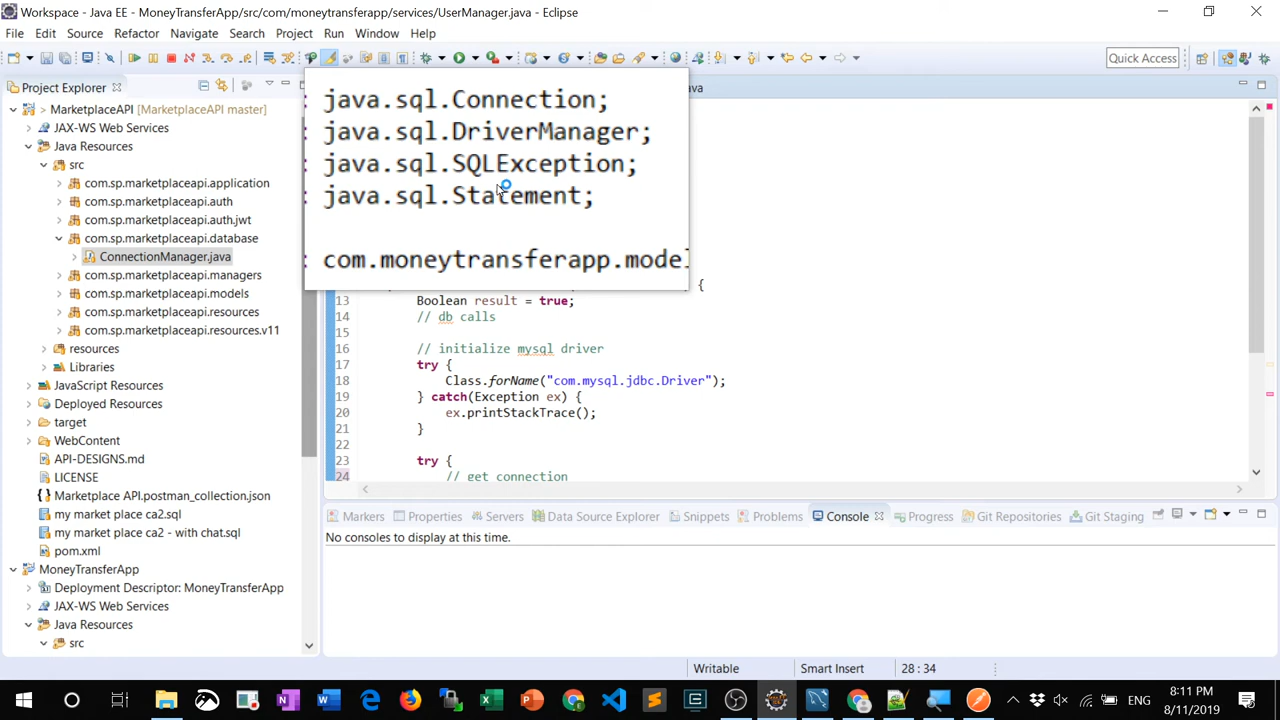 Workspace - Java EE - MoneyTransferApp/src/com/moneytransferapp/services/UserManager.java - Eclipse
File Edit Source Refactor Navigate Search Project Run Window Help
Quick Access
Project Explorer
MarketplaceAPI [MarketplaceAPI master]
JAX-WS Web Services
Java Resources
src
com.sp.marketplaceapi.application
com.sp.marketplaceapi.auth
com.sp.marketplaceapi.auth.jwt
com.sp.marketplaceapi.database
ConnectionManager.java
com.sp.marketplaceapi.managers
com.sp.marketplaceapi.models
com.sp.marketplaceapi.resources
com.sp.marketplaceapi.resources.v11
resources
Libraries
JavaScript Resources
Deployed Resources
target
WebContent
API-DESIGNS.md
LICENSE
Marketplace API.postman_collection.json
my market place ca2.sql
my market place ca2 - with chat.sql
pom.xml
MoneyTransferApp
Deployment Descriptor: MoneyTransferApp
JAX-WS Web Services
Java Resources
src
java.sql.Connection;
java.sql.DriverManager;
java.sql.SQLException;
java.sql.Statement;
com.moneytransferapp.model
{
13 Boolean result = true;
14 // db calls
15
16 // initialize mysql driver
17 try {
18 Class.forName("com.mysql.jdbc.Driver");
19 } catch(Exception ex) {
20 ex.printStackTrace();
21 }
22
23 try {
24 // get connection
Markers Properties Servers Data Source Explorer Snippets Problems Console Progress Git Repositories Git Staging
No consoles to display at this time.
Writable Smart Insert 28 : 34
ENG
8:11 PM
8/11/2019